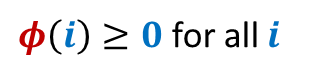 ϕ(i) ≥ 0 for all i